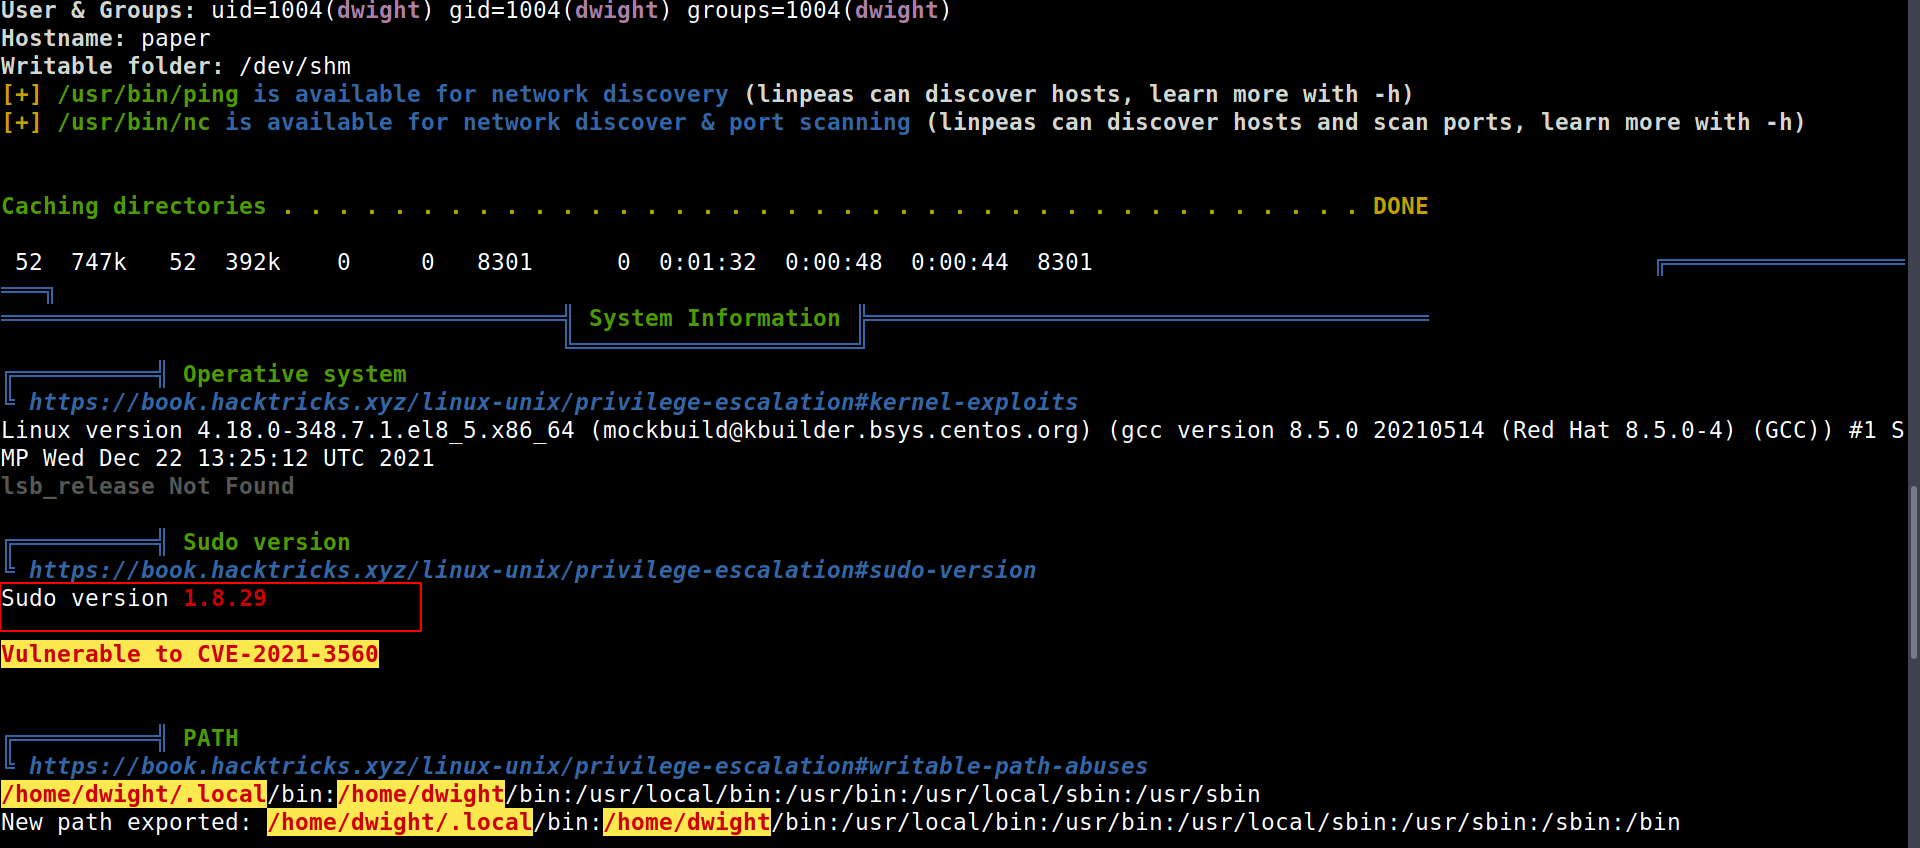 User & Groups: uid=1004(dwight) gid=1004(dwight) groups=1004(dwight)
Hostname: paper
Writable folder: /dev/shm
[+] /usr/bin/ping is available for network discovery (linpeas can discover hosts, learn more with -h)
[+] /usr/bin/nc is available for network discover & port scanning (linpeas can discover hosts and scan ports, learn more with -h)
Caching directories . . . . . . . . . . . . . . . . . . . . . . . . . . . . . . . . . . . . . . . DONE
52  747k   52  392k    0     0   8301      0  0:01:32  0:00:48  0:00:44  8301
System Information
Operative system
https://book.hacktricks.xyz/linux-unix/privilege-escalation#kernel-exploits
Linux version 4.18.0-348.7.1.el8_5.x86_64 (mockbuild@kbuilder.bsys.centos.org) (gcc version 8.5.0 20210514 (Red Hat 8.5.0-4) (GCC)) #1 S
MP Wed Dec 22 13:25:12 UTC 2021
lsb_release Not Found
Sudo version
https://book.hacktricks.xyz/linux-unix/privilege-escalation#sudo-version
Sudo version 1.8.29
Vulnerable to CVE-2021-3560
PATH
https://book.hacktricks.xyz/linux-unix/privilege-escalation#writable-path-abuses
/home/dwight/.local/bin:/home/dwight/bin:/usr/local/bin:/usr/bin:/usr/local/sbin:/usr/sbin
New path exported: /home/dwight/.local/bin:/home/dwight/bin:/usr/local/bin:/usr/bin:/usr/local/sbin:/usr/sbin:/sbin:/bin